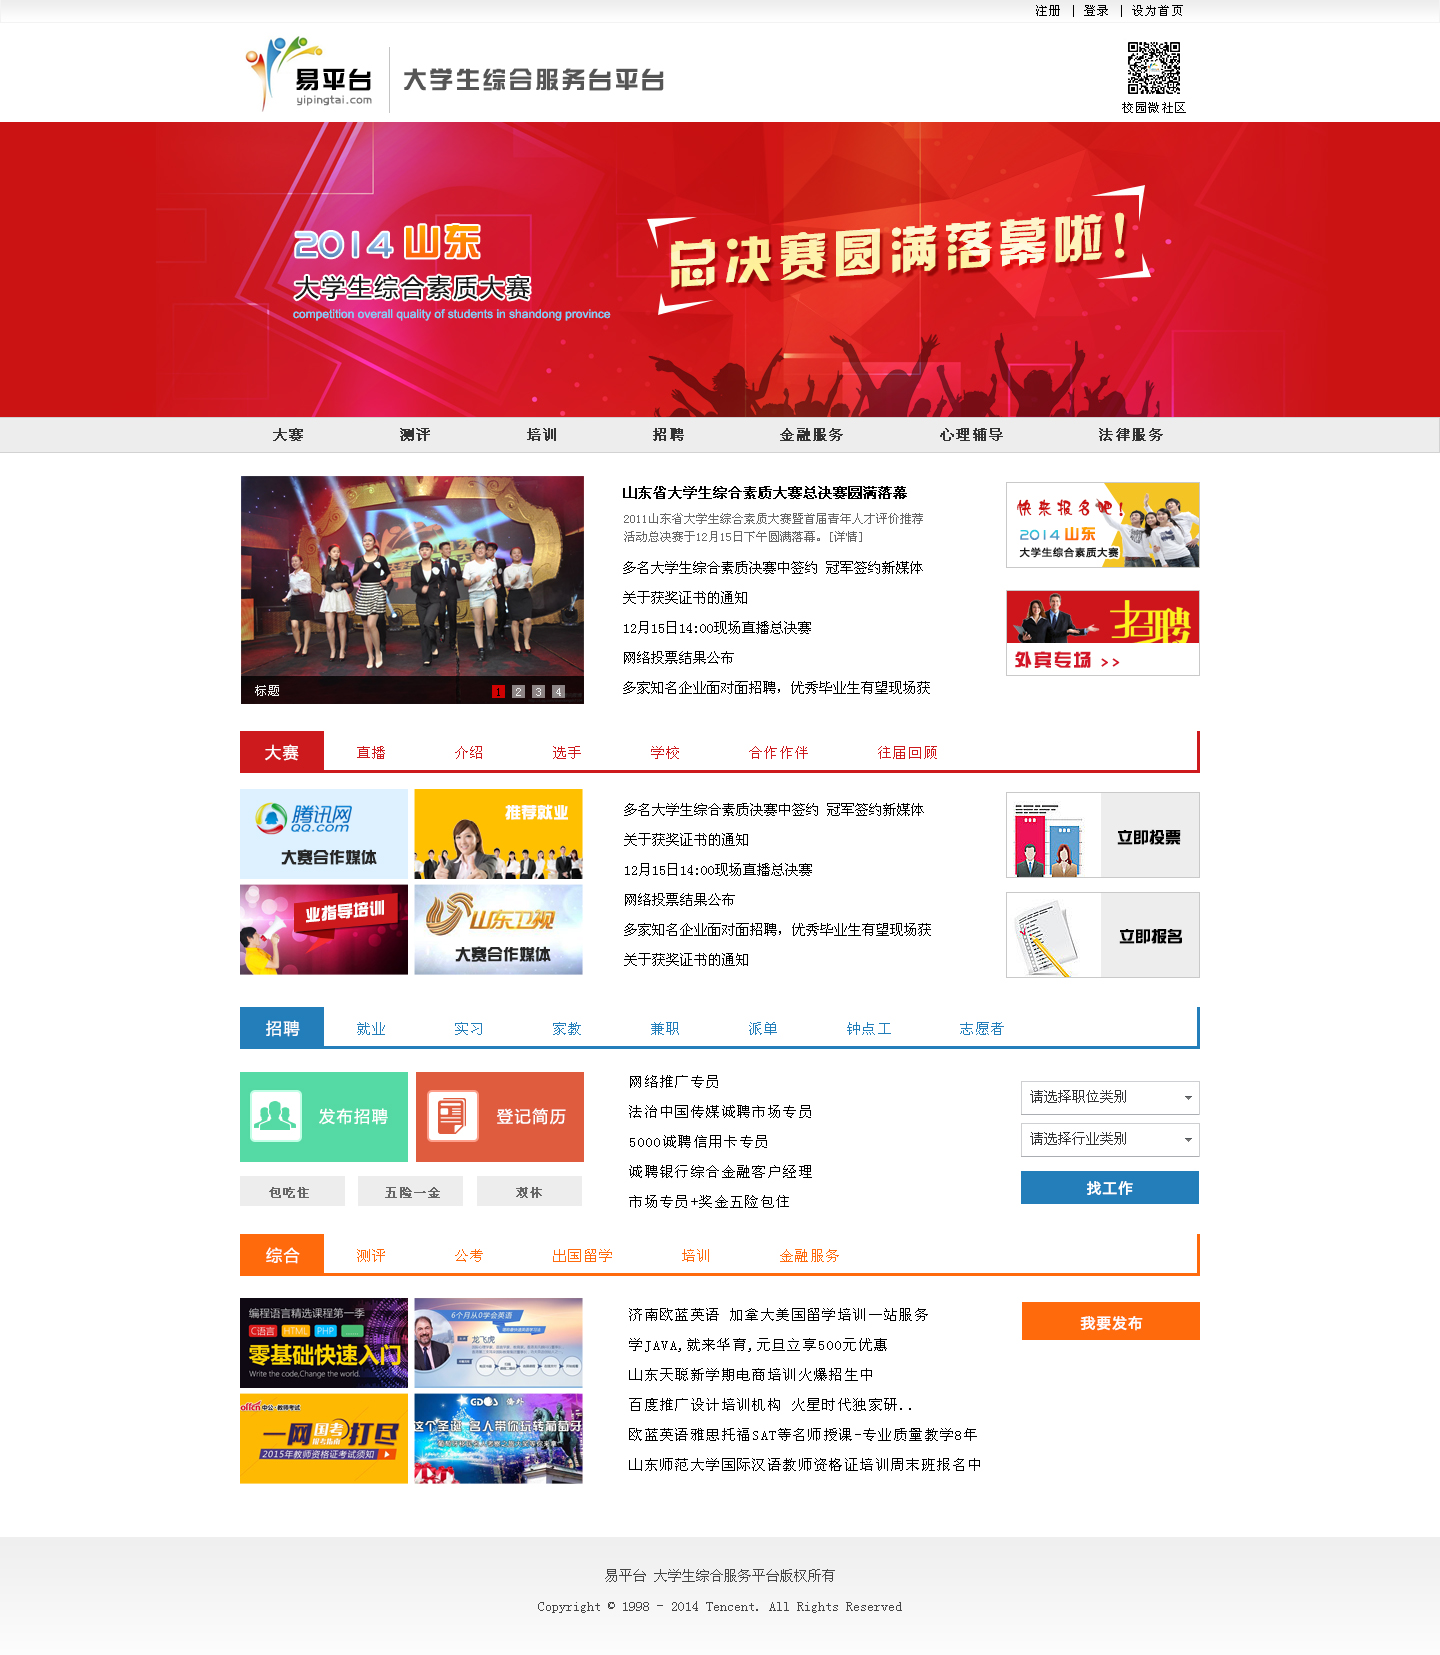 注册 | 登录 | 设为首页
易平台
yipingtai.com
大学生综合服务台平台
校园微社区
2014 山东
大学生综合素质大赛
competition overall quality of students in shandong province
总决赛圆满落幕啦!
大赛 测评 培训 招聘 金融服务 心理辅导 法律服务
标题 1 2 3 4
山东省大学生综合素质大赛总决赛圆满落幕
2011山东省大学生综合素质大赛暨首届青年人才评价推荐
活动总决赛于12月15日下午圆满落幕。[详情]
多名大学生综合素质决赛中签约 冠军签约新媒体
关于获奖证书的通知
12月15日14:00现场直播总决赛
网络投票结果公布
多家知名企业面对面招聘，优秀毕业生有望现场获
快来报名吧!
2014 山东
大学生综合素质大赛
招聘
外宾专场 >>
大赛 直播 介绍 选手 学校 合作作伴 往届回顾
腾讯网
QQ.com
大赛合作媒体
推荐就业
业指导培训
山东卫视
大赛合作媒体
多名大学生综合素质决赛中签约 冠军签约新媒体
关于获奖证书的通知
12月15日14:00现场直播总决赛
网络投票结果公布
多家知名企业面对面招聘，优秀毕业生有望现场获
关于获奖证书的通知
立即投票
立即报名
招聘 就业 实习 家教 兼职 派单 钟点工 志愿者
发布招聘
登记简历
包吃住 五险一金 双休
网络推广专员
法治中国传媒诚聘市场专员
5000诚聘信用卡专员
诚聘银行综合金融客户经理
市场专员+奖金五险包住
请选择职位类别
请选择行业类别
找工作
综合 测评 公考 出国留学 培训 金融服务
编程语言精选课程第一季
C语言 HTML PHP ......
零基础快速入门
Write the code,Change the world.
6个月从0学会英语
龙飞虎
中公·教师考试
一网 国考 报考指南 打尽
2015年教师资格证考试须知
GDOS 海外
这个圣诞 名人带你玩转葡萄牙
济南欧蓝英语 加拿大美国留学培训一站服务
学JAVA,就来华育,元旦立享500元优惠
山东天聪新学期电商培训火爆招生中
百度推广设计培训机构 火星时代独家研..
欧蓝英语雅思托福SAT等名师授课-专业质量教学8年
山东师范大学国际汉语教师资格证培训周末班报名中
我要发布
易平台 大学生综合服务平台版权所有
Copyright © 1998 - 2014 Tencent. All Rights Reserved